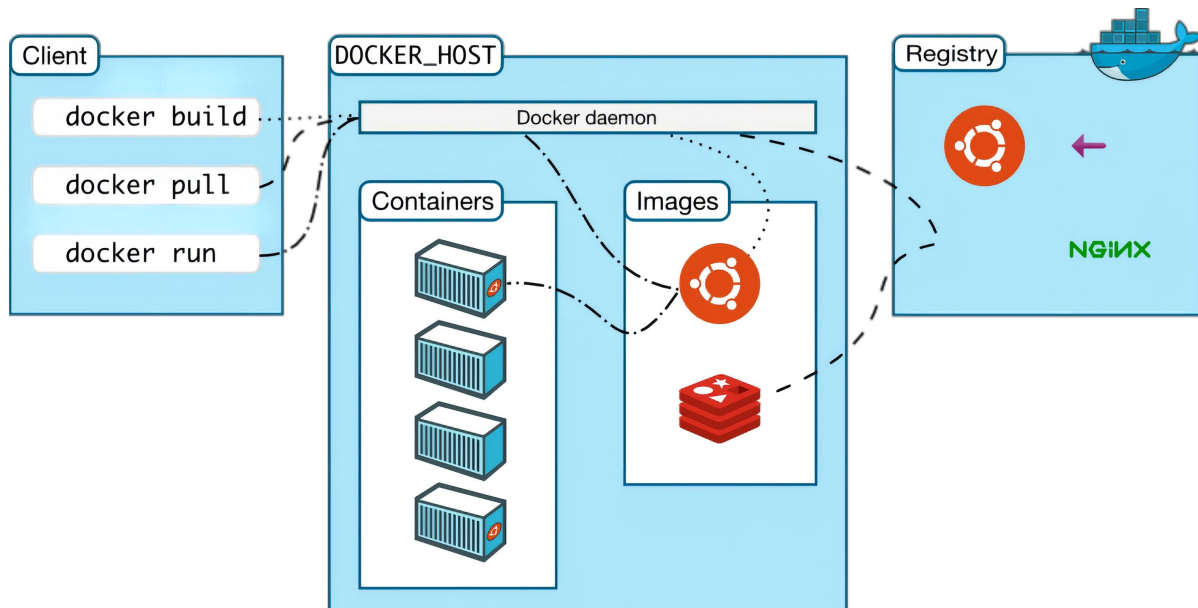 Client
docker build
docker pull
docker run
DOCKER_HOST
Docker daemon
Containers
Images
Registry
NGiNX